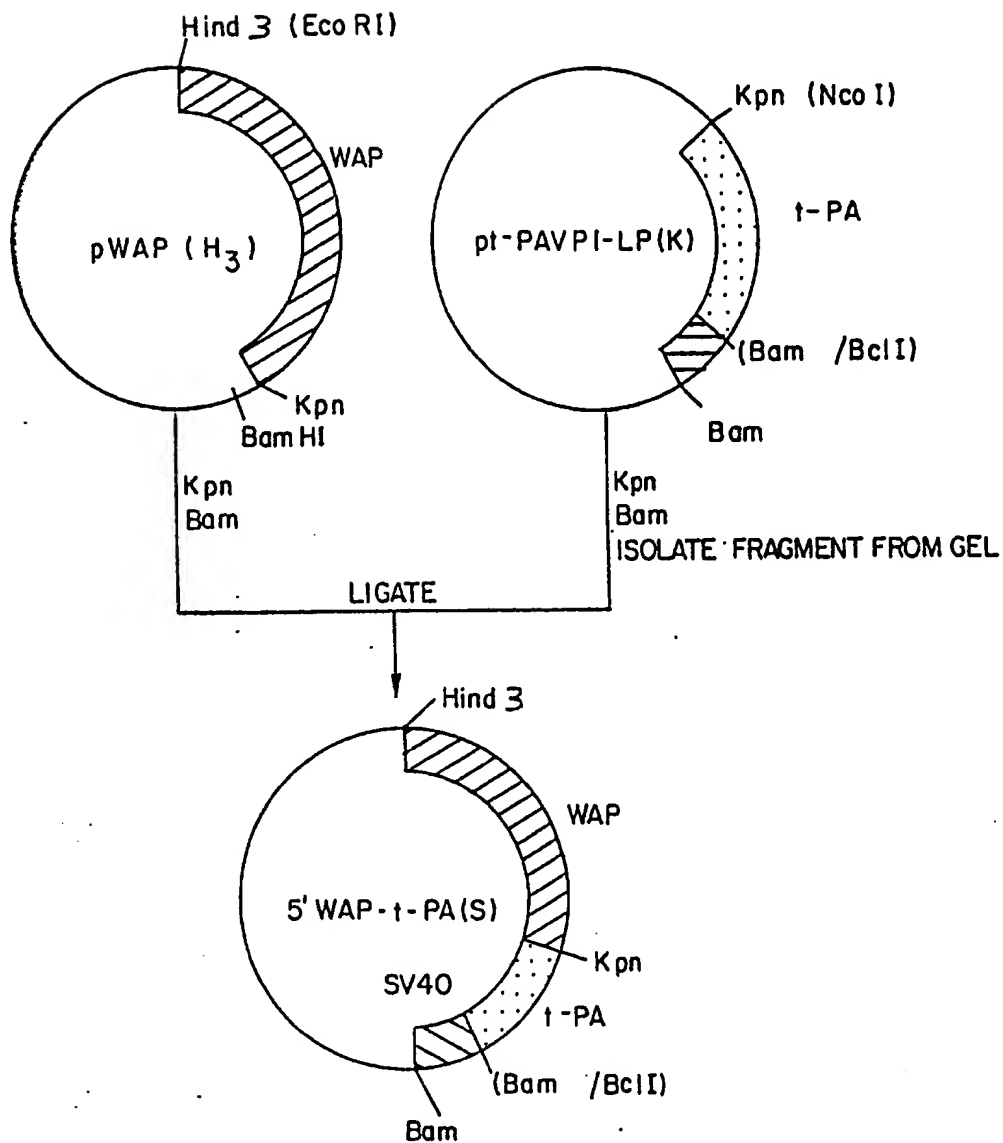 Hind 3 (Eco RI)
WAP
pWAP (H3)
Kpn
Bam HI
Kpn (Nco I)
t-PA
pt-PAVPI-LP(K)
(Bam /BclI)
Bam
Kpn
Bam
Kpn
Bam
ISOLATE FRAGMENT FROM GEL
LIGATE
Hind 3
WAP
5' WAP-t-PA(S)
Kpn
SV40
t-PA
(Bam /BclI)
Bam